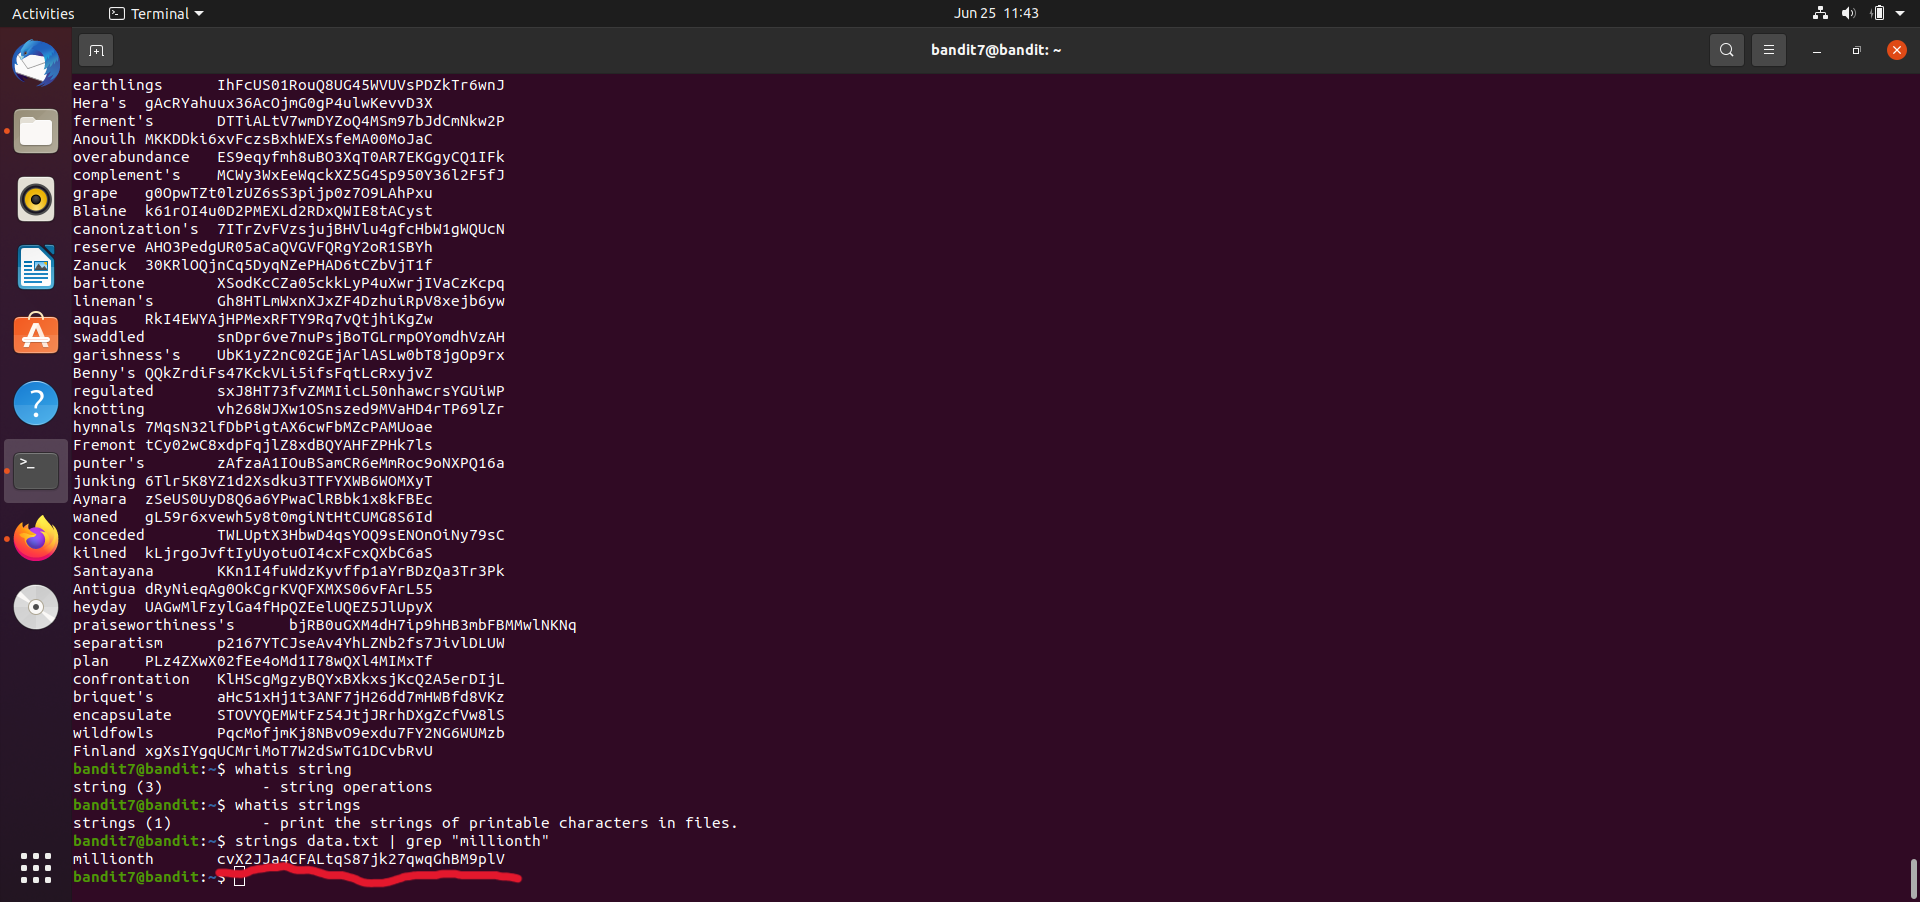 Activities
Terminal
Jun 25 11:43
bandit7@bandit: ~
earthlings IhFcUS01RouQ8UG45WVUVsPDZkTr6wnJ
Hera's gAcRYahuux36AcOjmG0gP4ulwKevvD3X
ferment's DTTiALtV7wmDYZoQ4MSm97bJdCmNkw2P
Anouilh MKKDDki6xvFczsBxhWEXsfeMA00MoJaC
overabundance ES9eqyfmh8uBO3XqT0AR7EKGgyCQ1IFk
complement's MCWy3WxEeWqckXZ5G4Sp950Y36l2F5fJ
grape g0OpwTZt0lzUZ6sS3pijp0z7O9LAhPxu
Blaine k61rOI4u0D2PMEXLd2RDxQWIE8tACyst
canonization's 7ITrZvFVzsjujBHVlu4gfcHbW1gWQUcN
reserve AHO3PedgUR05aCaQVGVFQRgY2oR1SBYh
Zanuck 30KRlOQjnCq5DyqNZePHAD6tCZbVjT1f
baritone XSodKcCZa05ckkLyP4uXwrjIVaCzKcpq
lineman's Gh8HTLmWxnXJxZF4DzhuiRpV8xejb6yw
aquas RkI4EWYAjHPMexRFTY9Rq7vQtjhiKgZw
swaddled snDpr6ve7nuPsjBoTGLrmpOYomdhVzAH
garishness's UbK1yZ2nC02GEjArlASLw0bT8jgOp9rx
Benny's QQkZrdiFs47KckVLi5ifsFqtLcRxyjvZ
regulated sxJ8HT73fvZMMIicL50nhawcrsYGUiWP
knotting vh268WJXw1OSnszed9MVaHD4rTP69lZr
hymnals 7MqsN32lfDbPigtAX6cwFbMZcPAMUoae
Fremont tCy02wC8xdpFqjlZ8xdBQYAHFZPHk7ls
punter's zAfzaA1IOuBSamCR6eMmRoc9oNXPQ16a
junking 6Tlr5K8YZ1d2Xsdku3TTFYXWB6WOMXyT
Aymara zSeUS0UyD8Q6a6YPwaClRBbk1x8kFBEc
waned gL59r6xvewh5y8t0mgiNtHtCUMG8S6Id
conceded TWLUptX3HbwD4qsYOQ9sENOnOiNy79sC
kilned kLjrgoJvftIyUyotuOI4cxFcxQXbC6aS
Santayana KKn1I4fuWdzKyvffp1aYrBDzQa3Tr3Pk
Antigua dRyNieqAg0OkCgrKVQFXMXS06vFArL55
heyday UAGwMlFzylGa4fHpQZEelUQEZ5JlUpyX
praiseworthiness's bjRB0uGXM4dH7ip9hHB3mbFBMMwlNKNq
separatism p2167YTCJseAv4YhLZNb2fs7JivlDLUW
plan PLz4ZXwX02fEe4oMd1I78wQXl4MIMxTf
confrontation KlHScgMgzyBQYxBXkxsjKcQ2A5erDIjL
briquet's aHc51xHj1t3ANF7jH26dd7mHWBfd8VKz
encapsulate STOVYQEMWtFz54JtjJRrhDXgZcfVw8lS
wildfowls PqcMofjmKj8NBvO9exdu7FY2NG6WUMzb
Finland xgXsIYgqUCMriMoT7W2dSwTG1DCvbRvU
bandit7@bandit:~$ whatis string
string (3) - string operations
bandit7@bandit:~$ whatis strings
strings (1) - print the strings of printable characters in files.
bandit7@bandit:~$ strings data.txt | grep "millionth"
millionth cvX2JJa4CFALtqS87jk27qwqGhBM9plV
bandit7@bandit:~$